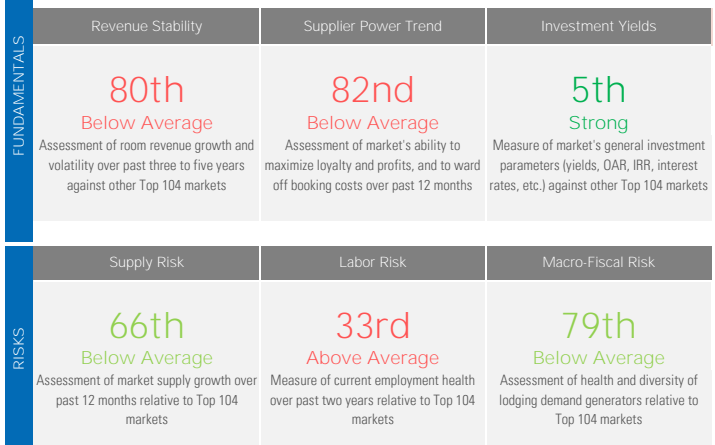 FUNDAMENTALS
Revenue Stability
80th
Below Average
Assessment of room revenue growth and
volatility over past three to five years
against other Top 104 markets
Supplier Power Trend
82nd
Below Average
Assessment of market's ability to
maximize loyalty and profits, and to ward
off booking costs over past 12 months
Investment Yields
5th
Strong
Measure of market's general investment
parameters (yields, OAR, IRR, interest
rates, etc.) against other Top 104 markets
RISKS
Supply Risk
66th
Below Average
Assessment of market supply growth over
past 12 months relative to Top 104
markets
Labor Risk
33rd
Above Average
Measure of current employment health
over past two years relative to Top 104
markets
Macro-Fiscal Risk
79th
Below Average
Assessment of health and diversity of
lodging demand generators relative to
Top 104 markets